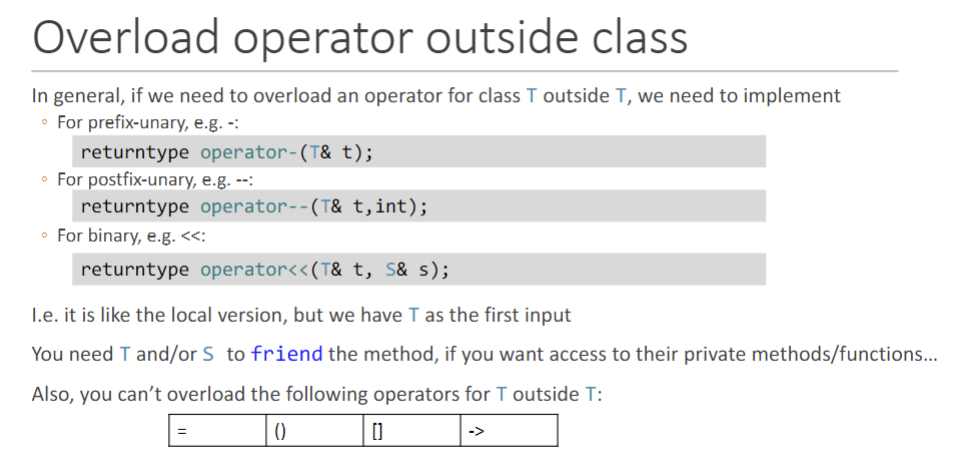 Overload operator outside class
In general, if we need to overload an operator for class T outside T, we need to implement
◦ For prefix-unary, e.g. -:
returntype operator-(T& t);
◦ For postfix-unary, e.g. --:
returntype operator--(T& t,int);
◦ For binary, e.g. <<:
returntype operator<<(T& t, S& s);
I.e. it is like the local version, but we have T as the first input
You need T and/or S to friend the method, if you want access to their private methods/functions...
Also, you can't overload the following operators for T outside T:
= () [] ->